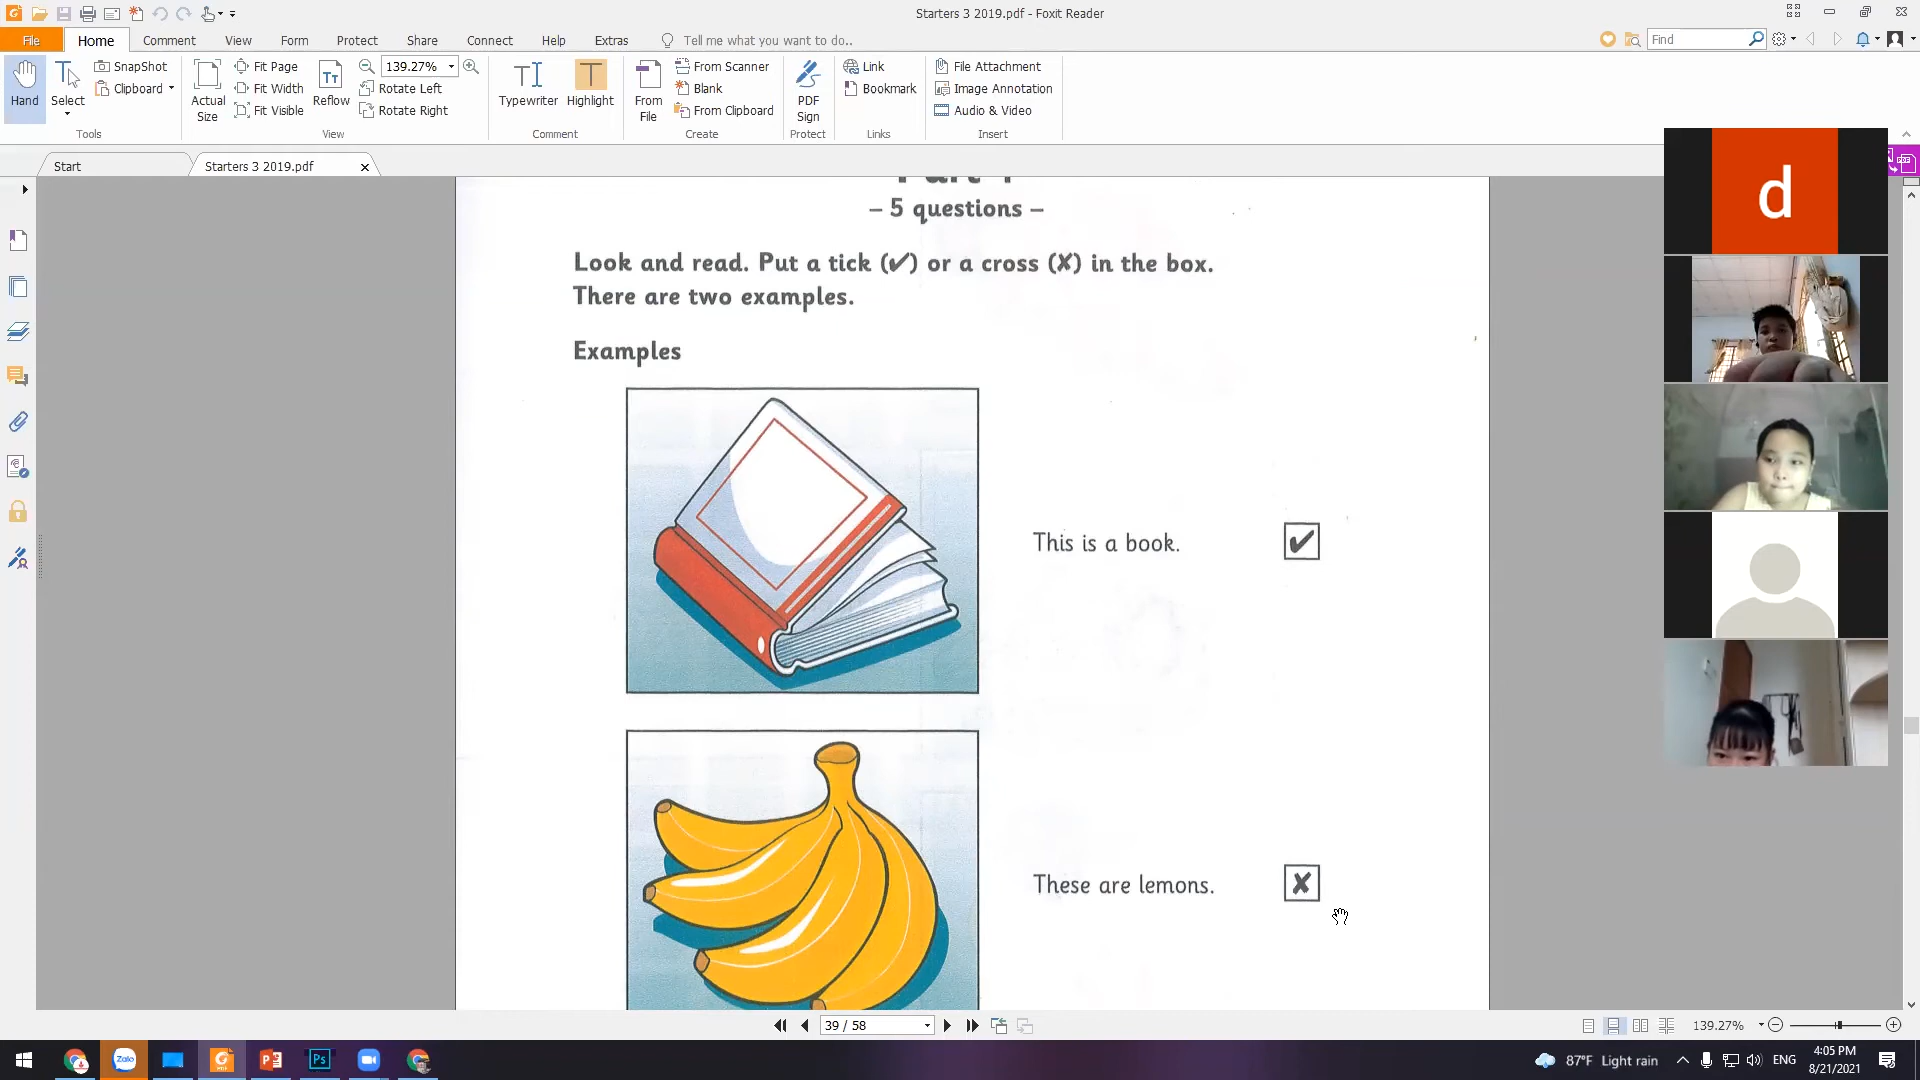 Starters 3 2019.pdf - Foxit Reader
File Home Comment View Form Protect Share Connect Help Extras Tell me what you want to do.. Find
Hand
Select
SnapShot
Clipboard
Tools
Actual Size
Fit Page
Fit Width
Fit Visible
Reflow
139.27%
Rotate Left
Rotate Right
View
Typewriter
Highlight
Comment
From File
From Scanner
Blank
From Clipboard
Create
PDF Sign
Protect
Link
Bookmark
Links
File Attachment
Image Annotation
Audio & Video
Insert
Start
Starters 3 2019.pdf
– 5 questions –
Look and read. Put a tick (✔) or a cross (✘) in the box.
There are two examples.
Examples
This is a book. ✔
These are lemons. ✘
d
39 / 58
139.27%
Zalo
Ps
87°F Light rain
ENG
4:05 PM
8/21/2021